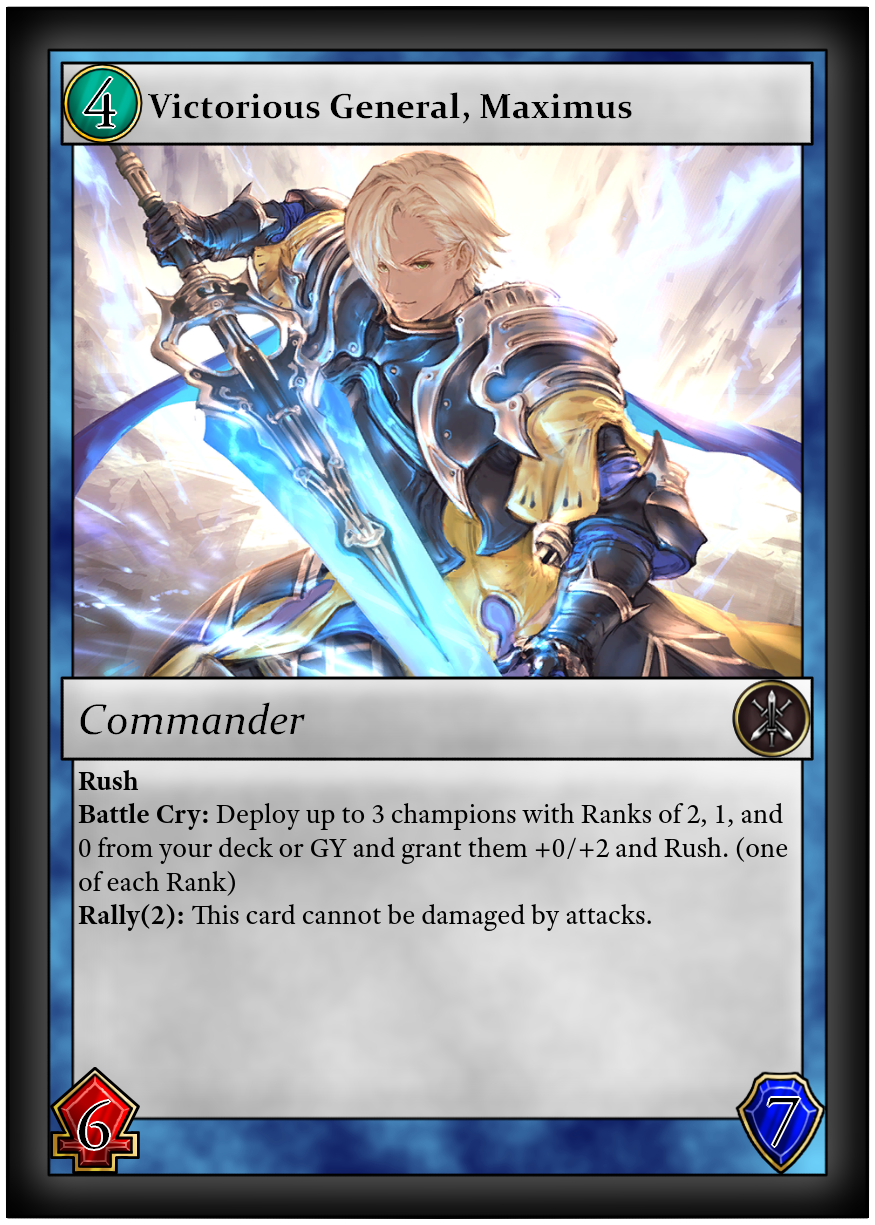 4 Victorious General, Maximus
Commander
Rush
Battle Cry: Deploy up to 3 champions with Ranks of 2, 1, and
0 from your deck or GY and grant them +0/+2 and Rush. (one
of each Rank)
Rally(2): This card cannot be damaged by attacks.
6
7